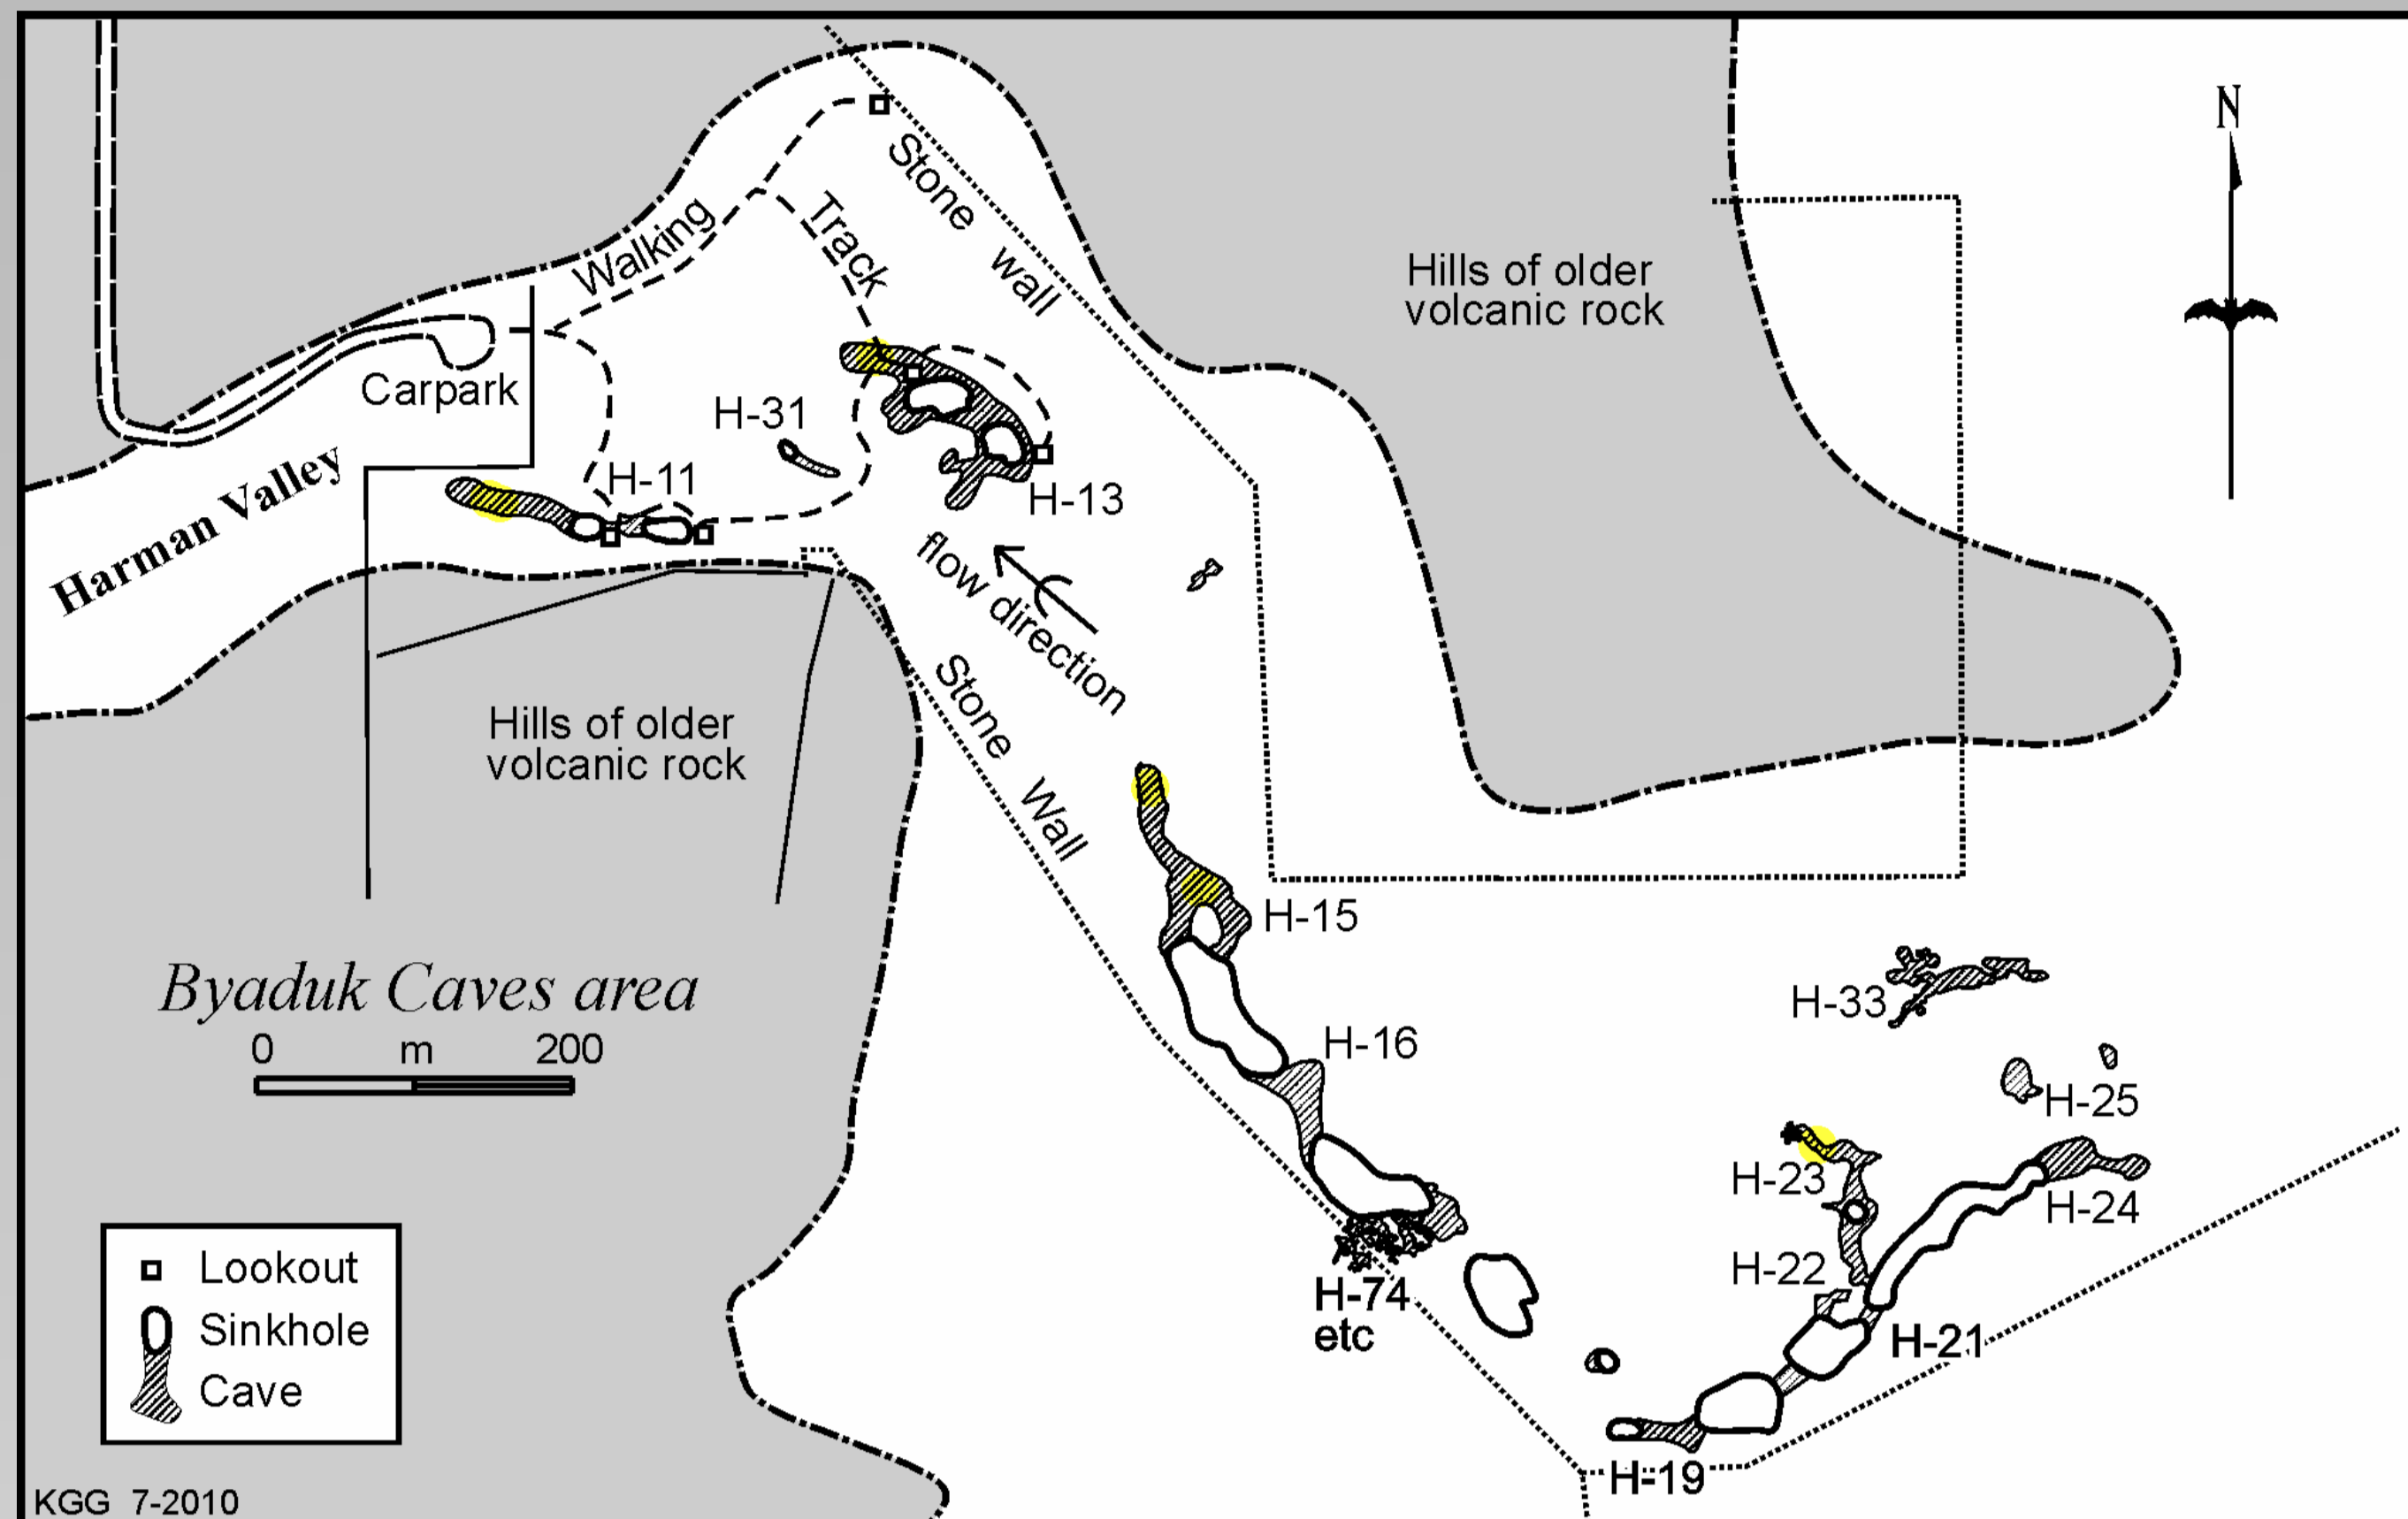 N
Stone wall
Walking Track
Hills of older
volcanic rock
Carpark
H-31
H-11
H-13
Harman Valley
flow direction
Stone Wall
Hills of older
volcanic rock
H-15
Byaduk Caves area
0 m 200
H-16
H-33
H-25
H-23
H-24
H-22
H-74
etc
H-21
H-19
Lookout
Sinkhole
Cave
KGG 7-2010